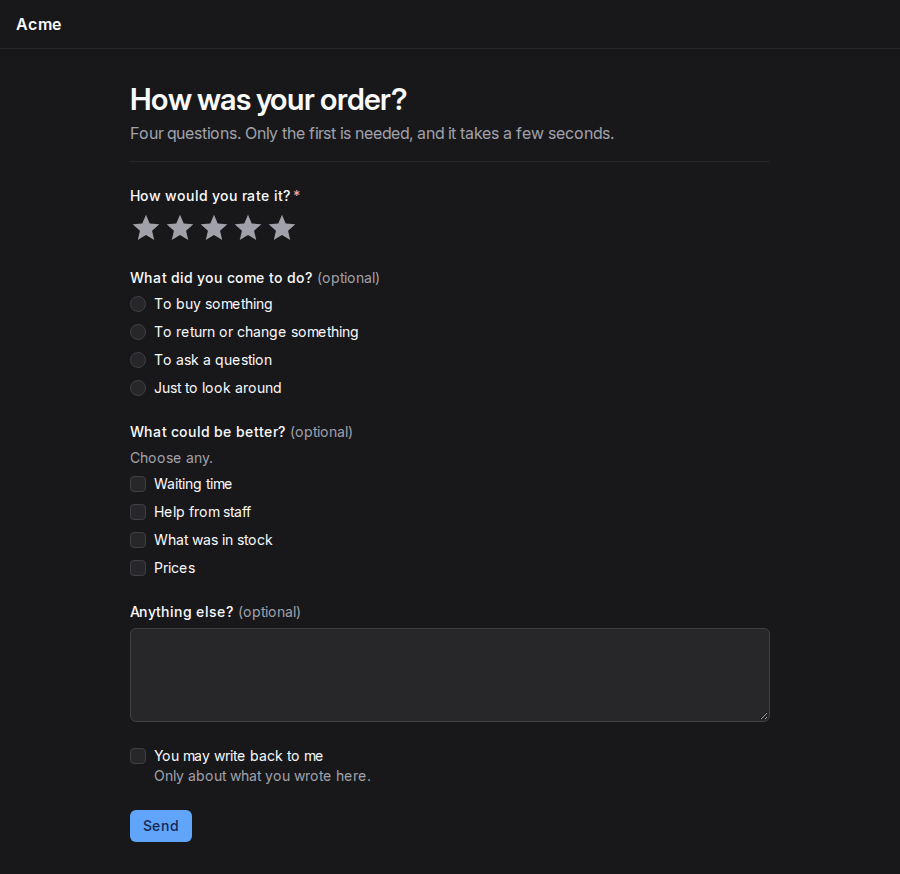 Acme
How was your order?
Four questions. Only the first is needed, and it takes a few seconds.
How would you rate it? *
What did you come to do? (optional)
To buy something
To return or change something
To ask a question
Just to look around
What could be better? (optional)
Choose any.
Waiting time
Help from staff
What was in stock
Prices
Anything else? (optional)
You may write back to me
Only about what you wrote here.
Send